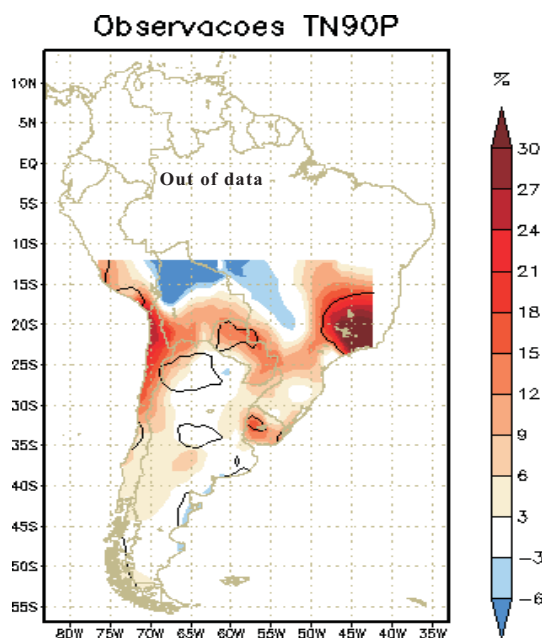 Observacoes TN90P
%
10N
5N
EQ
5S
10S
15S
20S
25S
30S
35S
40S
45S
50S
55S
Out of data
80W 75W 70W 65W 60W 55W 50W 45W 40W 35W
30
27
24
21
18
15
12
9
6
3
−3
−6